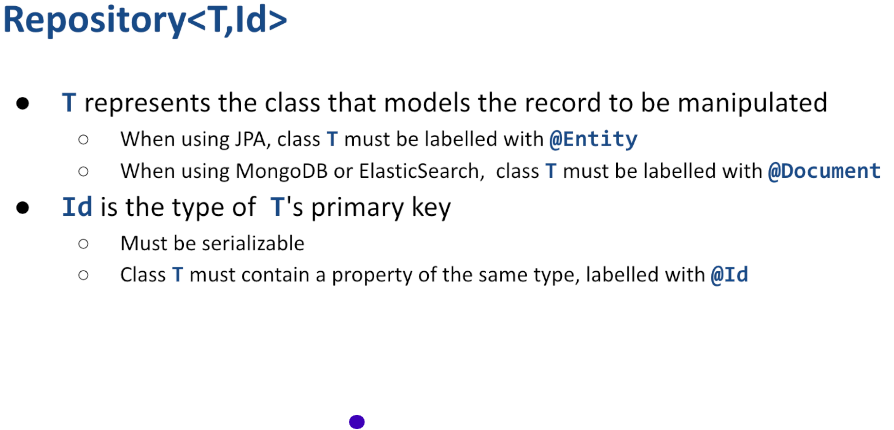 Repository<T,Id>
● T represents the class that models the record to be manipulated
○ When using JPA, class T must be labelled with @Entity
○ When using MongoDB or ElasticSearch, class T must be labelled with @Document
● Id is the type of T's primary key
○ Must be serializable
○ Class T must contain a property of the same type, labelled with @Id